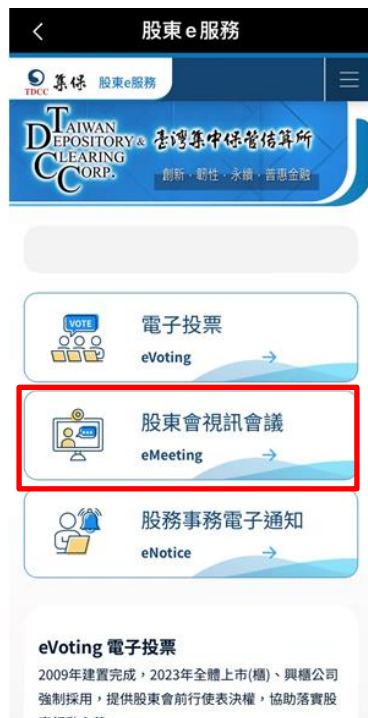 股東e服務
TDCC 集保 股東e服務
TAIWAN
DEPOSITORY &
CLEARING
CORP.
臺灣集中保管結算所
創新．韌性．永續．普惠金融
VOTE
電子投票
eVoting
股東會視訊會議
eMeeting
股務事務電子通知
eNotice
eVoting 電子投票
2009年建置完成，2023年全體上市(櫃)、興櫃公司
強制採用，提供股東會前行使表決權，協助落實股